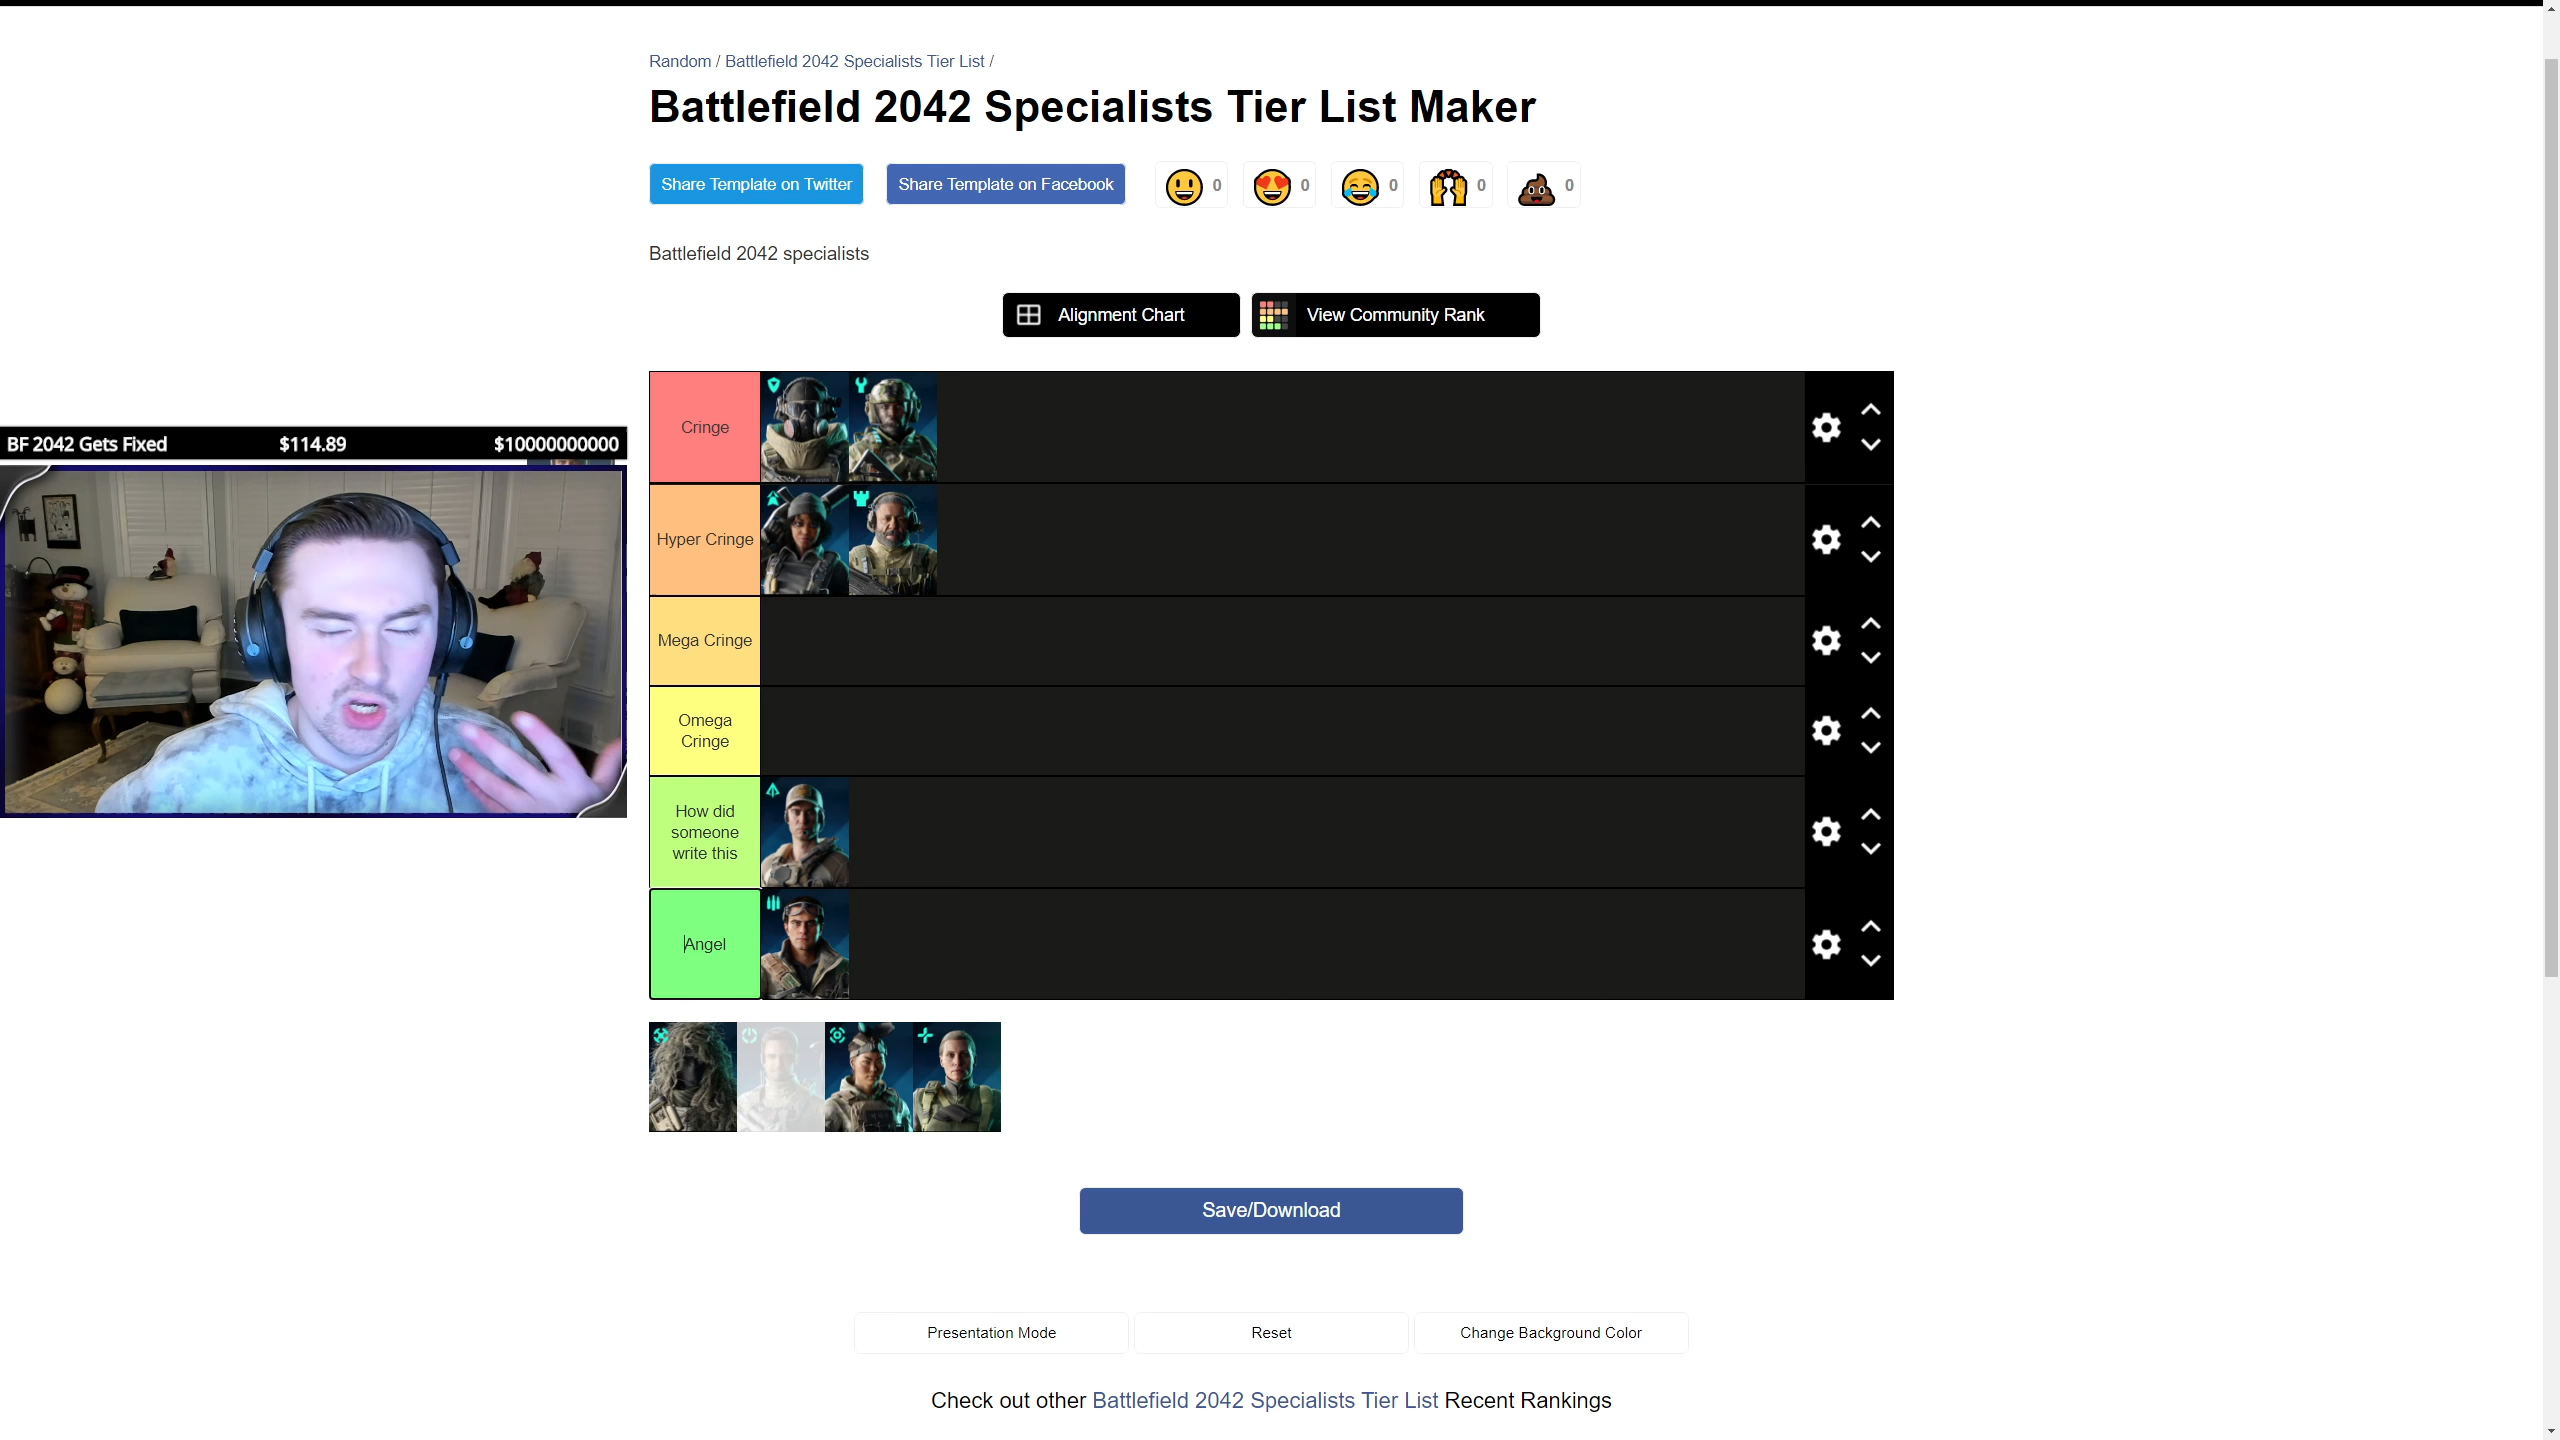 Random / Battlefield 2042 Specialists Tier List /
Battlefield 2042 Specialists Tier List Maker
Share Template on Twitter
Share Template on Facebook
0
0
0
0
0
Battlefield 2042 specialists
Alignment Chart
View Community Rank
Cringe
BF 2042 Gets Fixed $114.89 $10000000000
Hyper Cringe
Mega Cringe
Omega
Cringe
How did
someone
write this
Angel
Save/Download
Presentation Mode
Reset
Change Background Color
Check out other Battlefield 2042 Specialists Tier List Recent Rankings